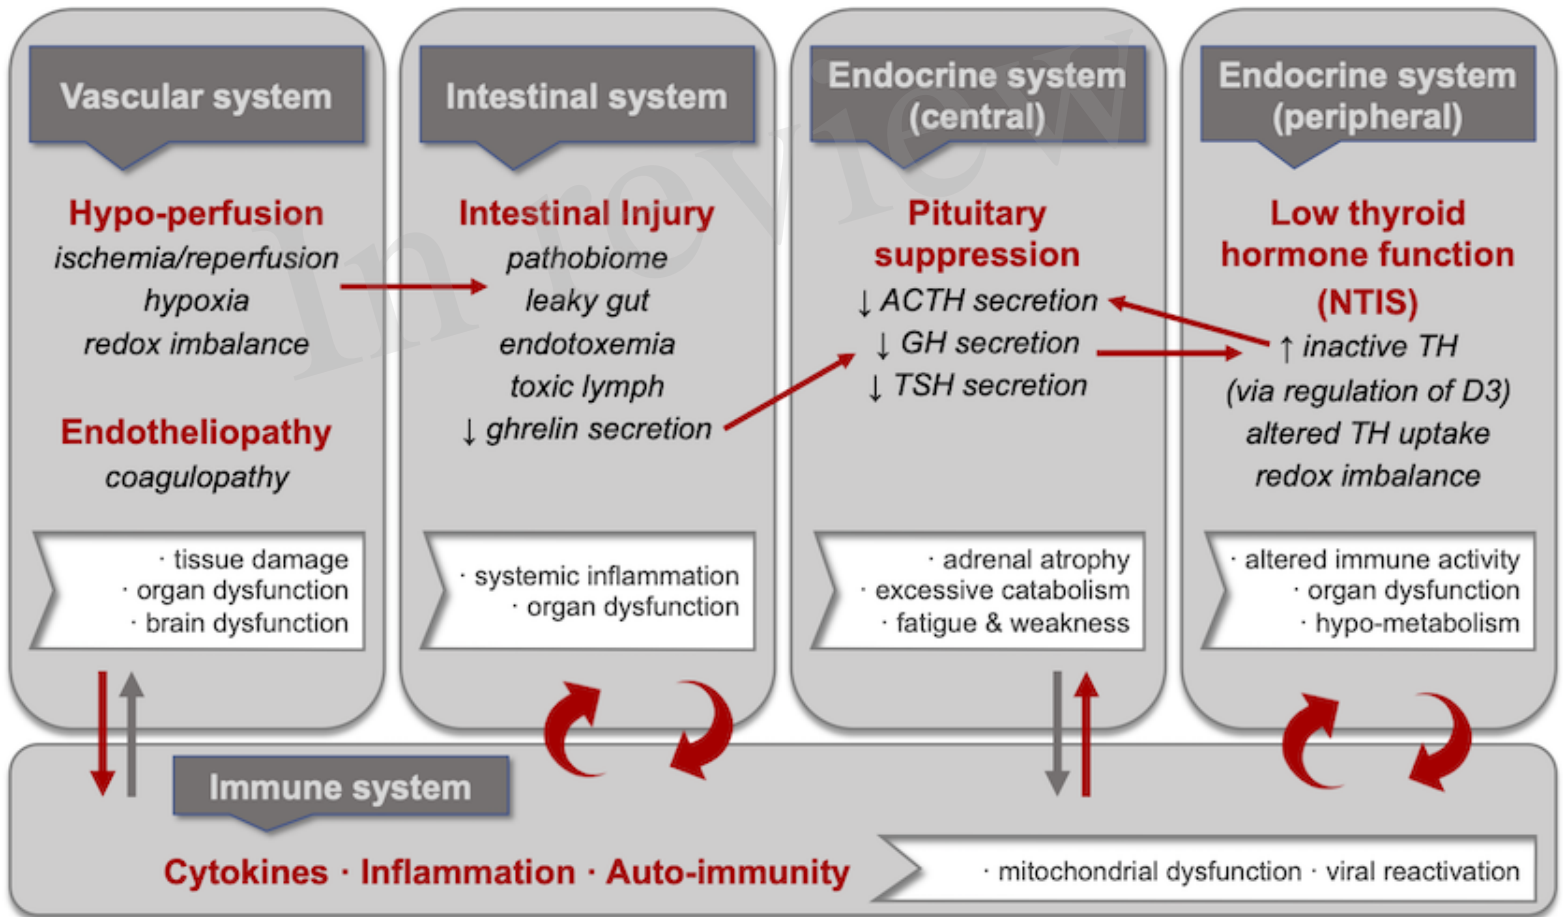 Vascular system
Hypo-perfusion
ischemia/reperfusion
hypoxia
redox imbalance
Endotheliopathy
coagulopathy
· tissue damage
· organ dysfunction
· brain dysfunction
Intestinal system
Intestinal Injury
pathobiome
leaky gut
endotoxemia
toxic lymph
↓ ghrelin secretion
· systemic inflammation
· organ dysfunction
Endocrine system
(central)
Pituitary
suppression
↓ ACTH secretion
↓ GH secretion
↓ TSH secretion
· adrenal atrophy
· excessive catabolism
· fatigue & weakness
Endocrine system
(peripheral)
Low thyroid
hormone function
(NTIS)
↑ inactive TH
(via regulation of D3)
altered TH uptake
redox imbalance
· altered immune activity
· organ dysfunction
· hypo-metabolism
Immune system
Cytokines · Inflammation · Auto-immunity
· mitochondrial dysfunction · viral reactivation
In review